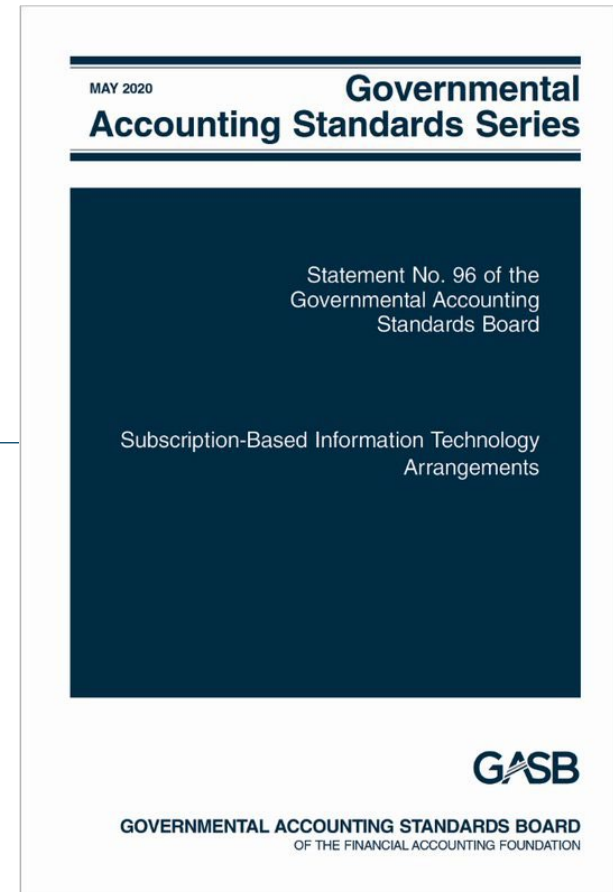 MAY 2020
Governmental
Accounting Standards Series
Statement No. 96 of the
Governmental Accounting
Standards Board
Subscription-Based Information Technology
Arrangements
GASB
GOVERNMENTAL ACCOUNTING STANDARDS BOARD
OF THE FINANCIAL ACCOUNTING FOUNDATION